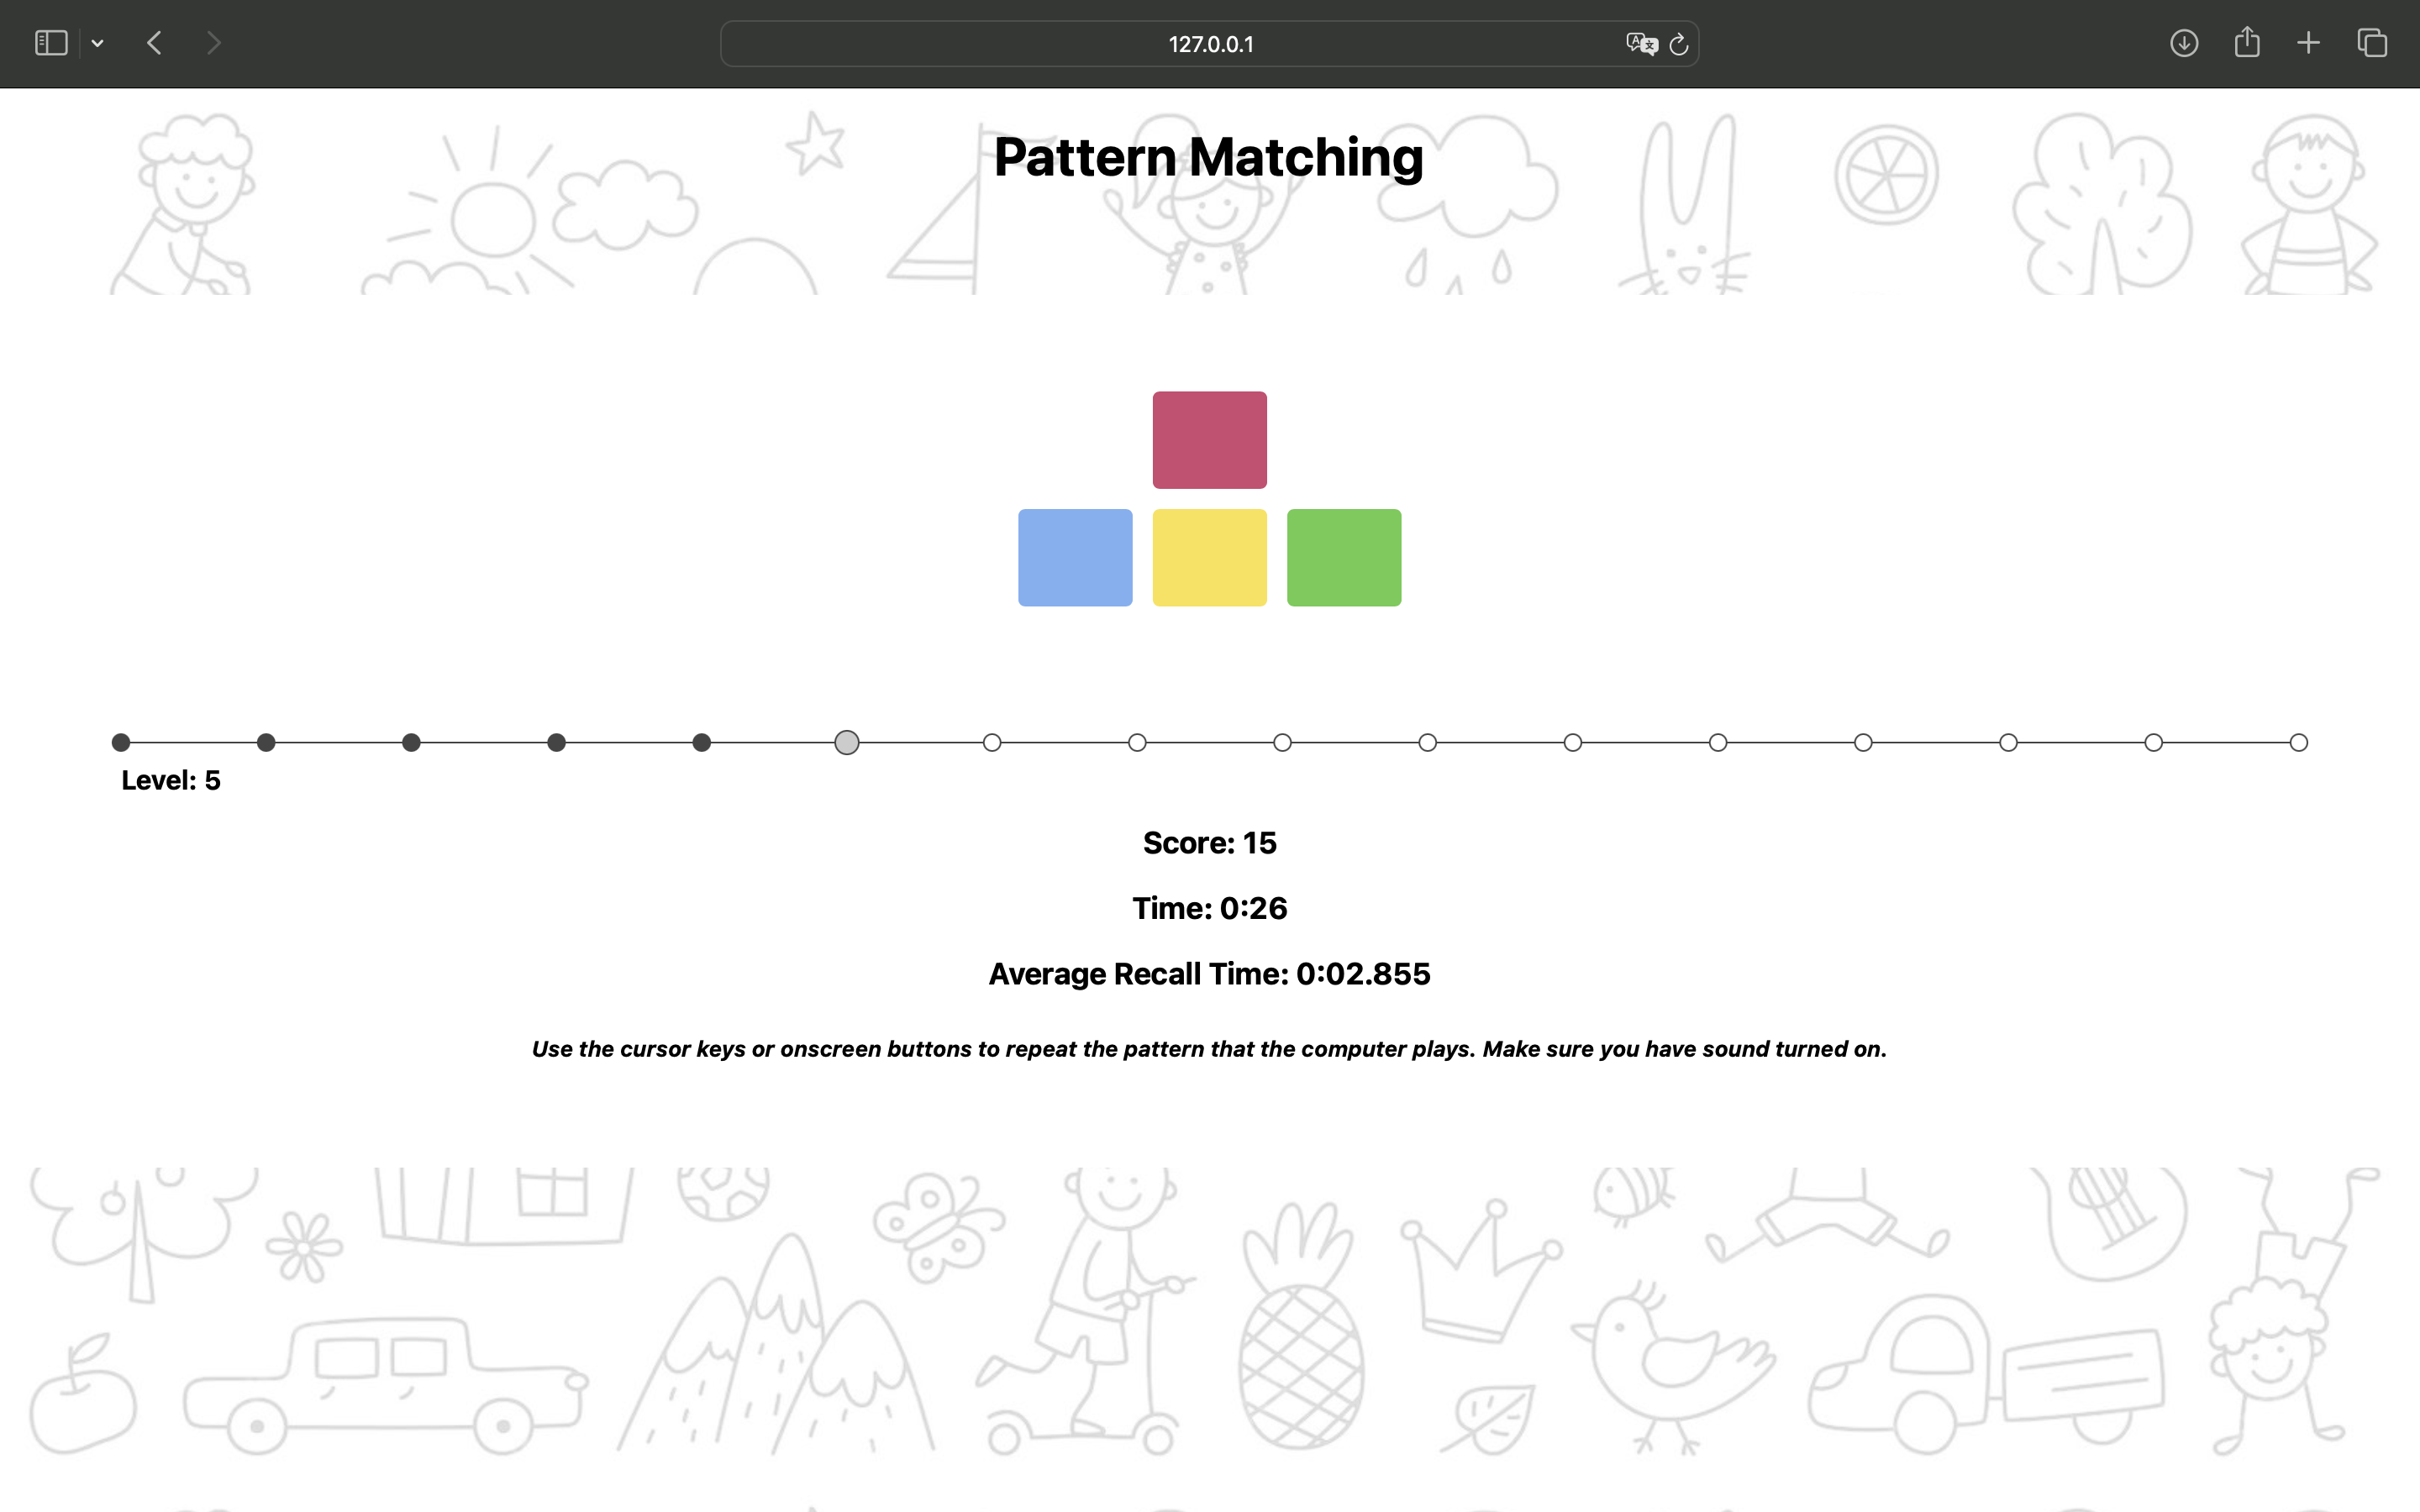 127.0.0.1
Pattern Matching
Level: 5
Score: 15
Time: 0:26
Average Recall Time: 0:02.855
Use the cursor keys or onscreen buttons to repeat the pattern that the computer plays. Make sure you have sound turned on.